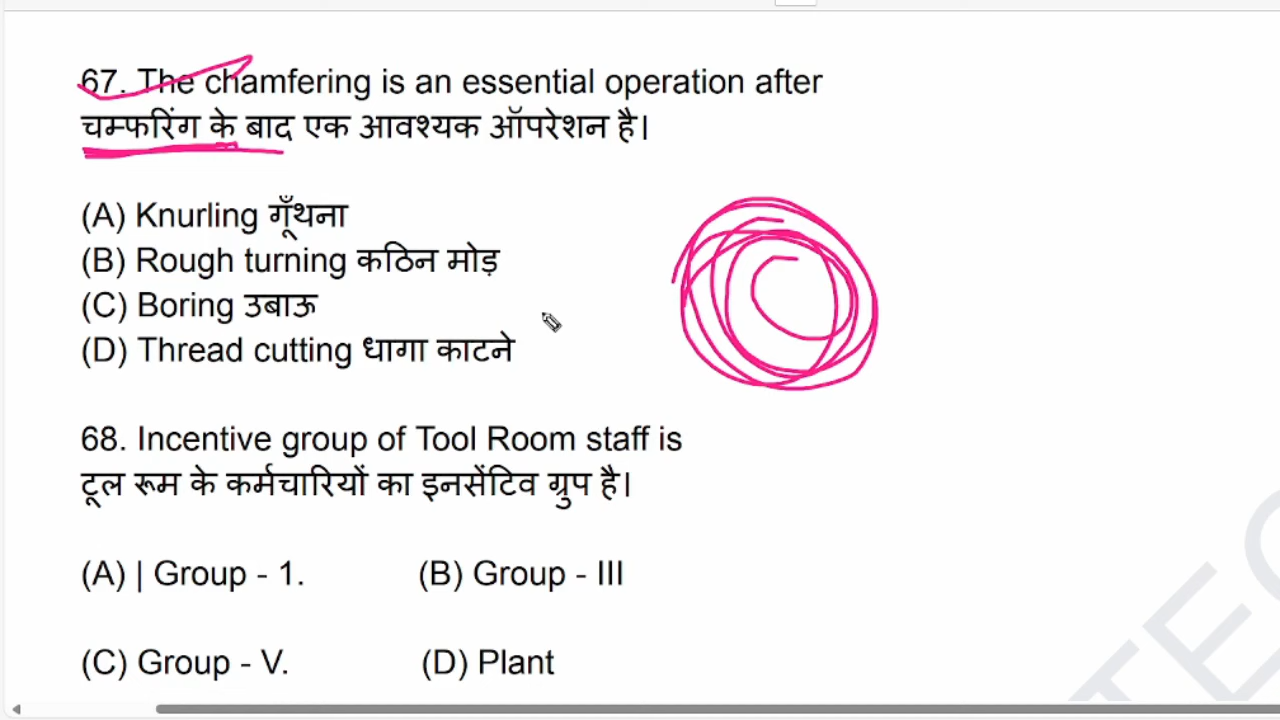 67. The chamfering is an essential operation after
चम्फरिंग के बाद एक आवश्यक ऑपरेशन है।
(A) Knurling गूँथना
(B) Rough turning कठिन मोड़
(C) Boring उबाऊ
(D) Thread cutting धागा काटने
68. Incentive group of Tool Room staff is
टूल रूम के कर्मचारियों का इनसेंटिव ग्रुप है।
(A) | Group - 1. (B) Group - III
(C) Group - V. (D) Plant